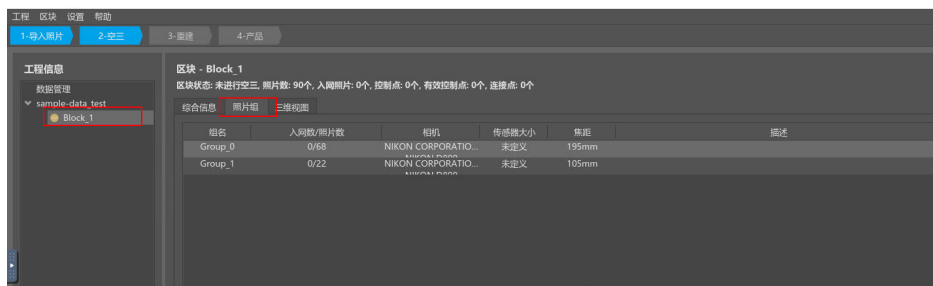 工程 区块 设置 帮助
1-导入照片 2-空三 3-重建 4-产品
工程信息
数据管理
sample-data_test
Block_1
区块 - Block_1
区块状态: 未进行空三, 照片数: 90个, 入网照片: 0个, 控制点: 0个, 有效控制点: 0个, 连接点: 0个
综合信息 照片组 三维视图
组名 入网数/照片数 相机 传感器大小 焦距 描述
Group_0 0/68 NIKON CORPORATIO... 未定义 195mm
Group_1 0/22 NIKON CORPORATIO... 未定义 105mm